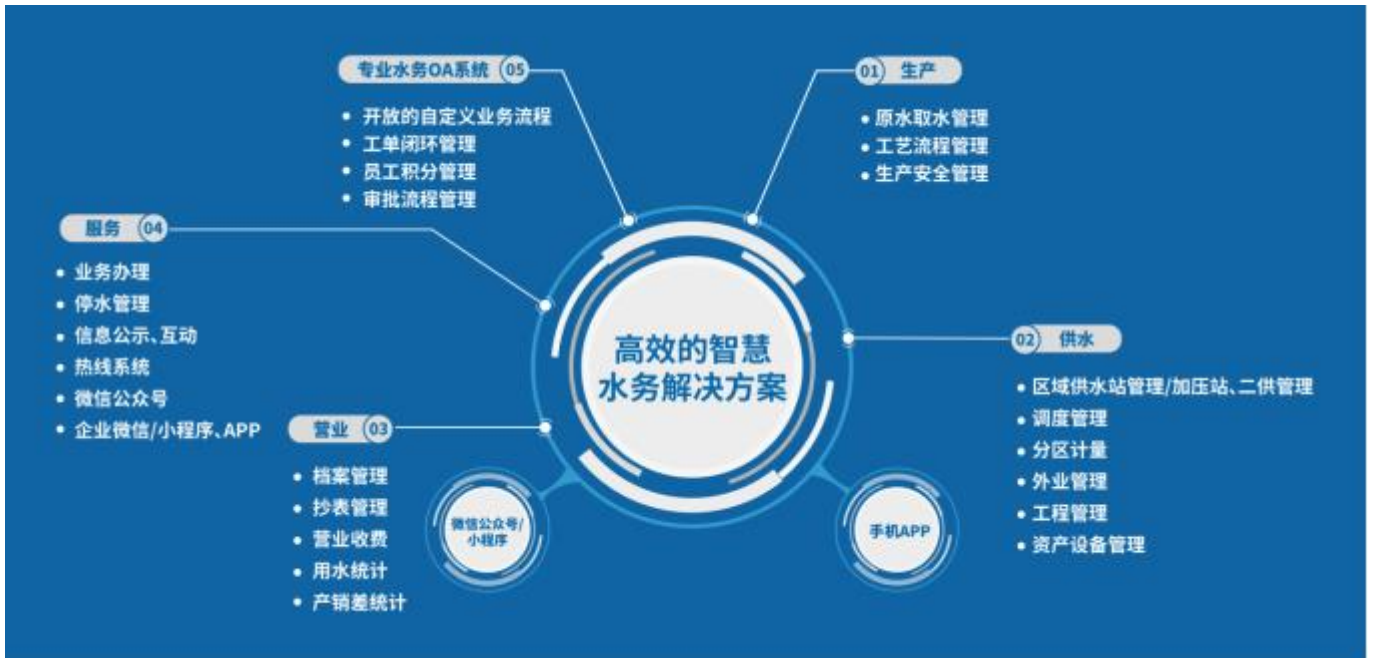 高效的智慧
水务解决方案
01 生产
原水取水管理
工艺流程管理
生产安全管理
02 供水
区域供水站管理/加压站、二供管理
调度管理
分区计量
外业管理
工程管理
资产设备管理
营业 03
档案管理
抄表管理
营业收费
用水统计
产销差统计
服务 04
业务办理
停水管理
信息公示、互动
热线系统
微信公众号
企业微信/小程序、APP
专业水务OA系统 05
开放的自定义业务流程
工单闭环管理
员工积分管理
审批流程管理
微信公众号/
小程序
手机APP